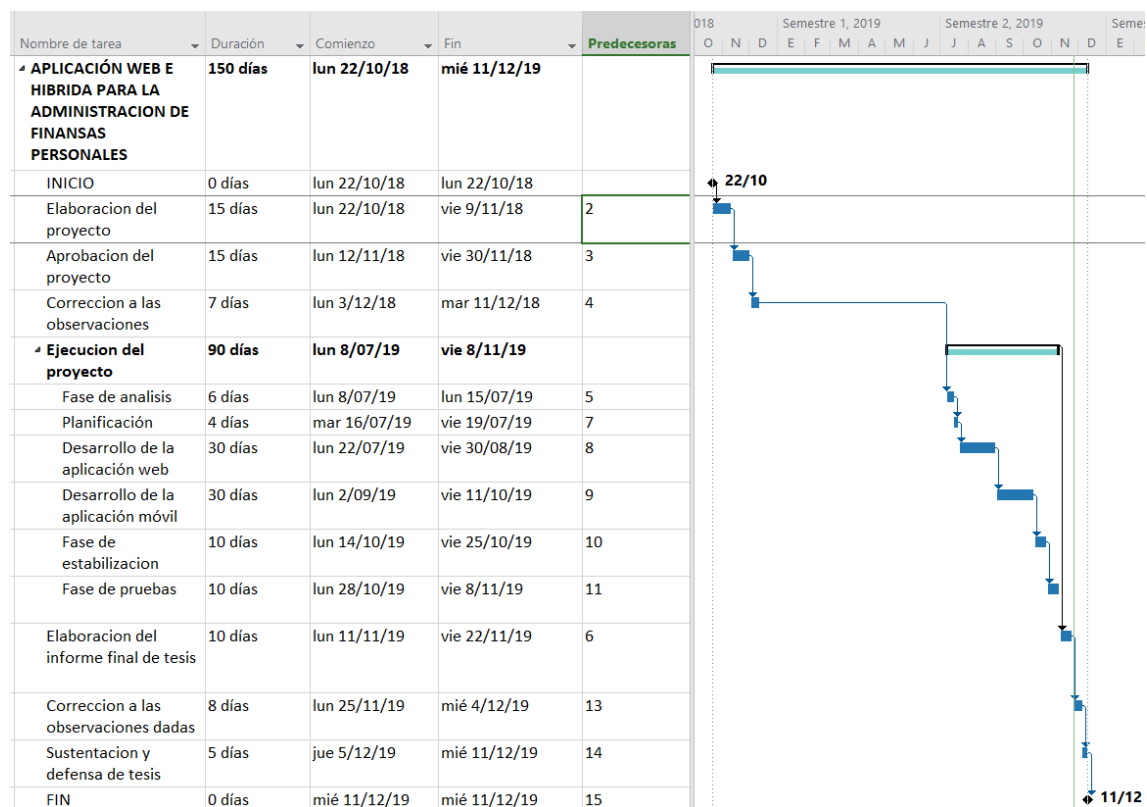 018 Semestre 1, 2019 Semestre 2, 2019 Semes
Nombre de tarea Duración Comienzo Fin Predecesoras O N D E F M A M J J A S O N D E
APLICACIÓN WEB E 150 días lun 22/10/18 mié 11/12/19
HIBRIDA PARA LA
ADMINISTRACION DE
FINANSAS
PERSONALES
INICIO 0 días lun 22/10/18 lun 22/10/18 22/10
Elaboracion del 15 días lun 22/10/18 vie 9/11/18 2
proyecto
Aprobacion del 15 días lun 12/11/18 vie 30/11/18 3
proyecto
Correccion a las 7 días lun 3/12/18 mar 11/12/18 4
observaciones
Ejecucion del 90 días lun 8/07/19 vie 8/11/19
proyecto
Fase de analisis 6 días lun 8/07/19 lun 15/07/19 5
Planificación 4 días mar 16/07/19 vie 19/07/19 7
Desarrollo de la 30 días lun 22/07/19 vie 30/08/19 8
aplicación web
Desarrollo de la 30 días lun 2/09/19 vie 11/10/19 9
aplicación móvil
Fase de 10 días lun 14/10/19 vie 25/10/19 10
estabilizacion
Fase de pruebas 10 días lun 28/10/19 vie 8/11/19 11
Elaboracion del 10 días lun 11/11/19 vie 22/11/19 6
informe final de tesis
Correccion a las 8 días lun 25/11/19 mié 4/12/19 13
observaciones dadas
Sustentacion y 5 días jue 5/12/19 mié 11/12/19 14
defensa de tesis
FIN 0 días mié 11/12/19 mié 11/12/19 15 11/12